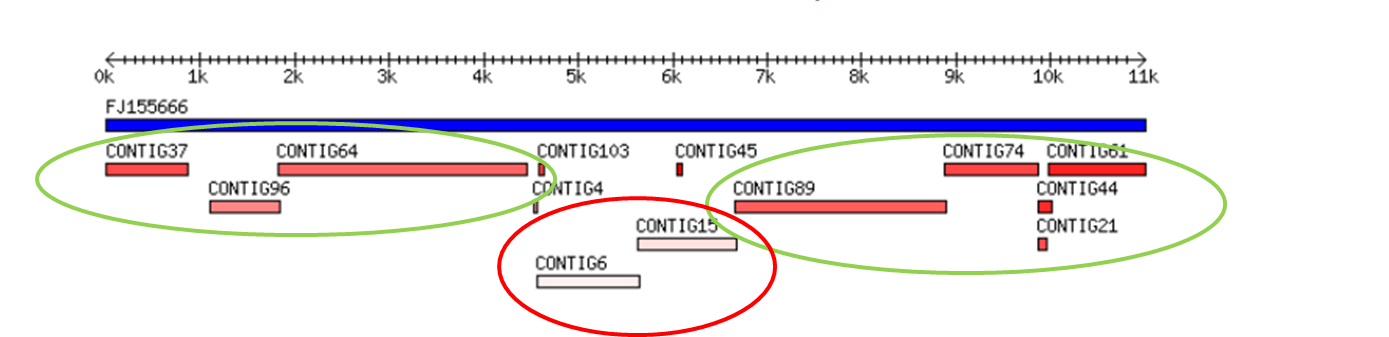 0k 1k 2k 3k 4k 5k 6k 7k 8k 9k 10k 11k
FJ155666
CONTIG37 CONTIG64 CONTIG103 CONTIG45 CONTIG74 CONTIG61
CONTIG96 CONTIG4 CONTIG89 CONTIG44
CONTIG15 CONTIG21
CONTIG6